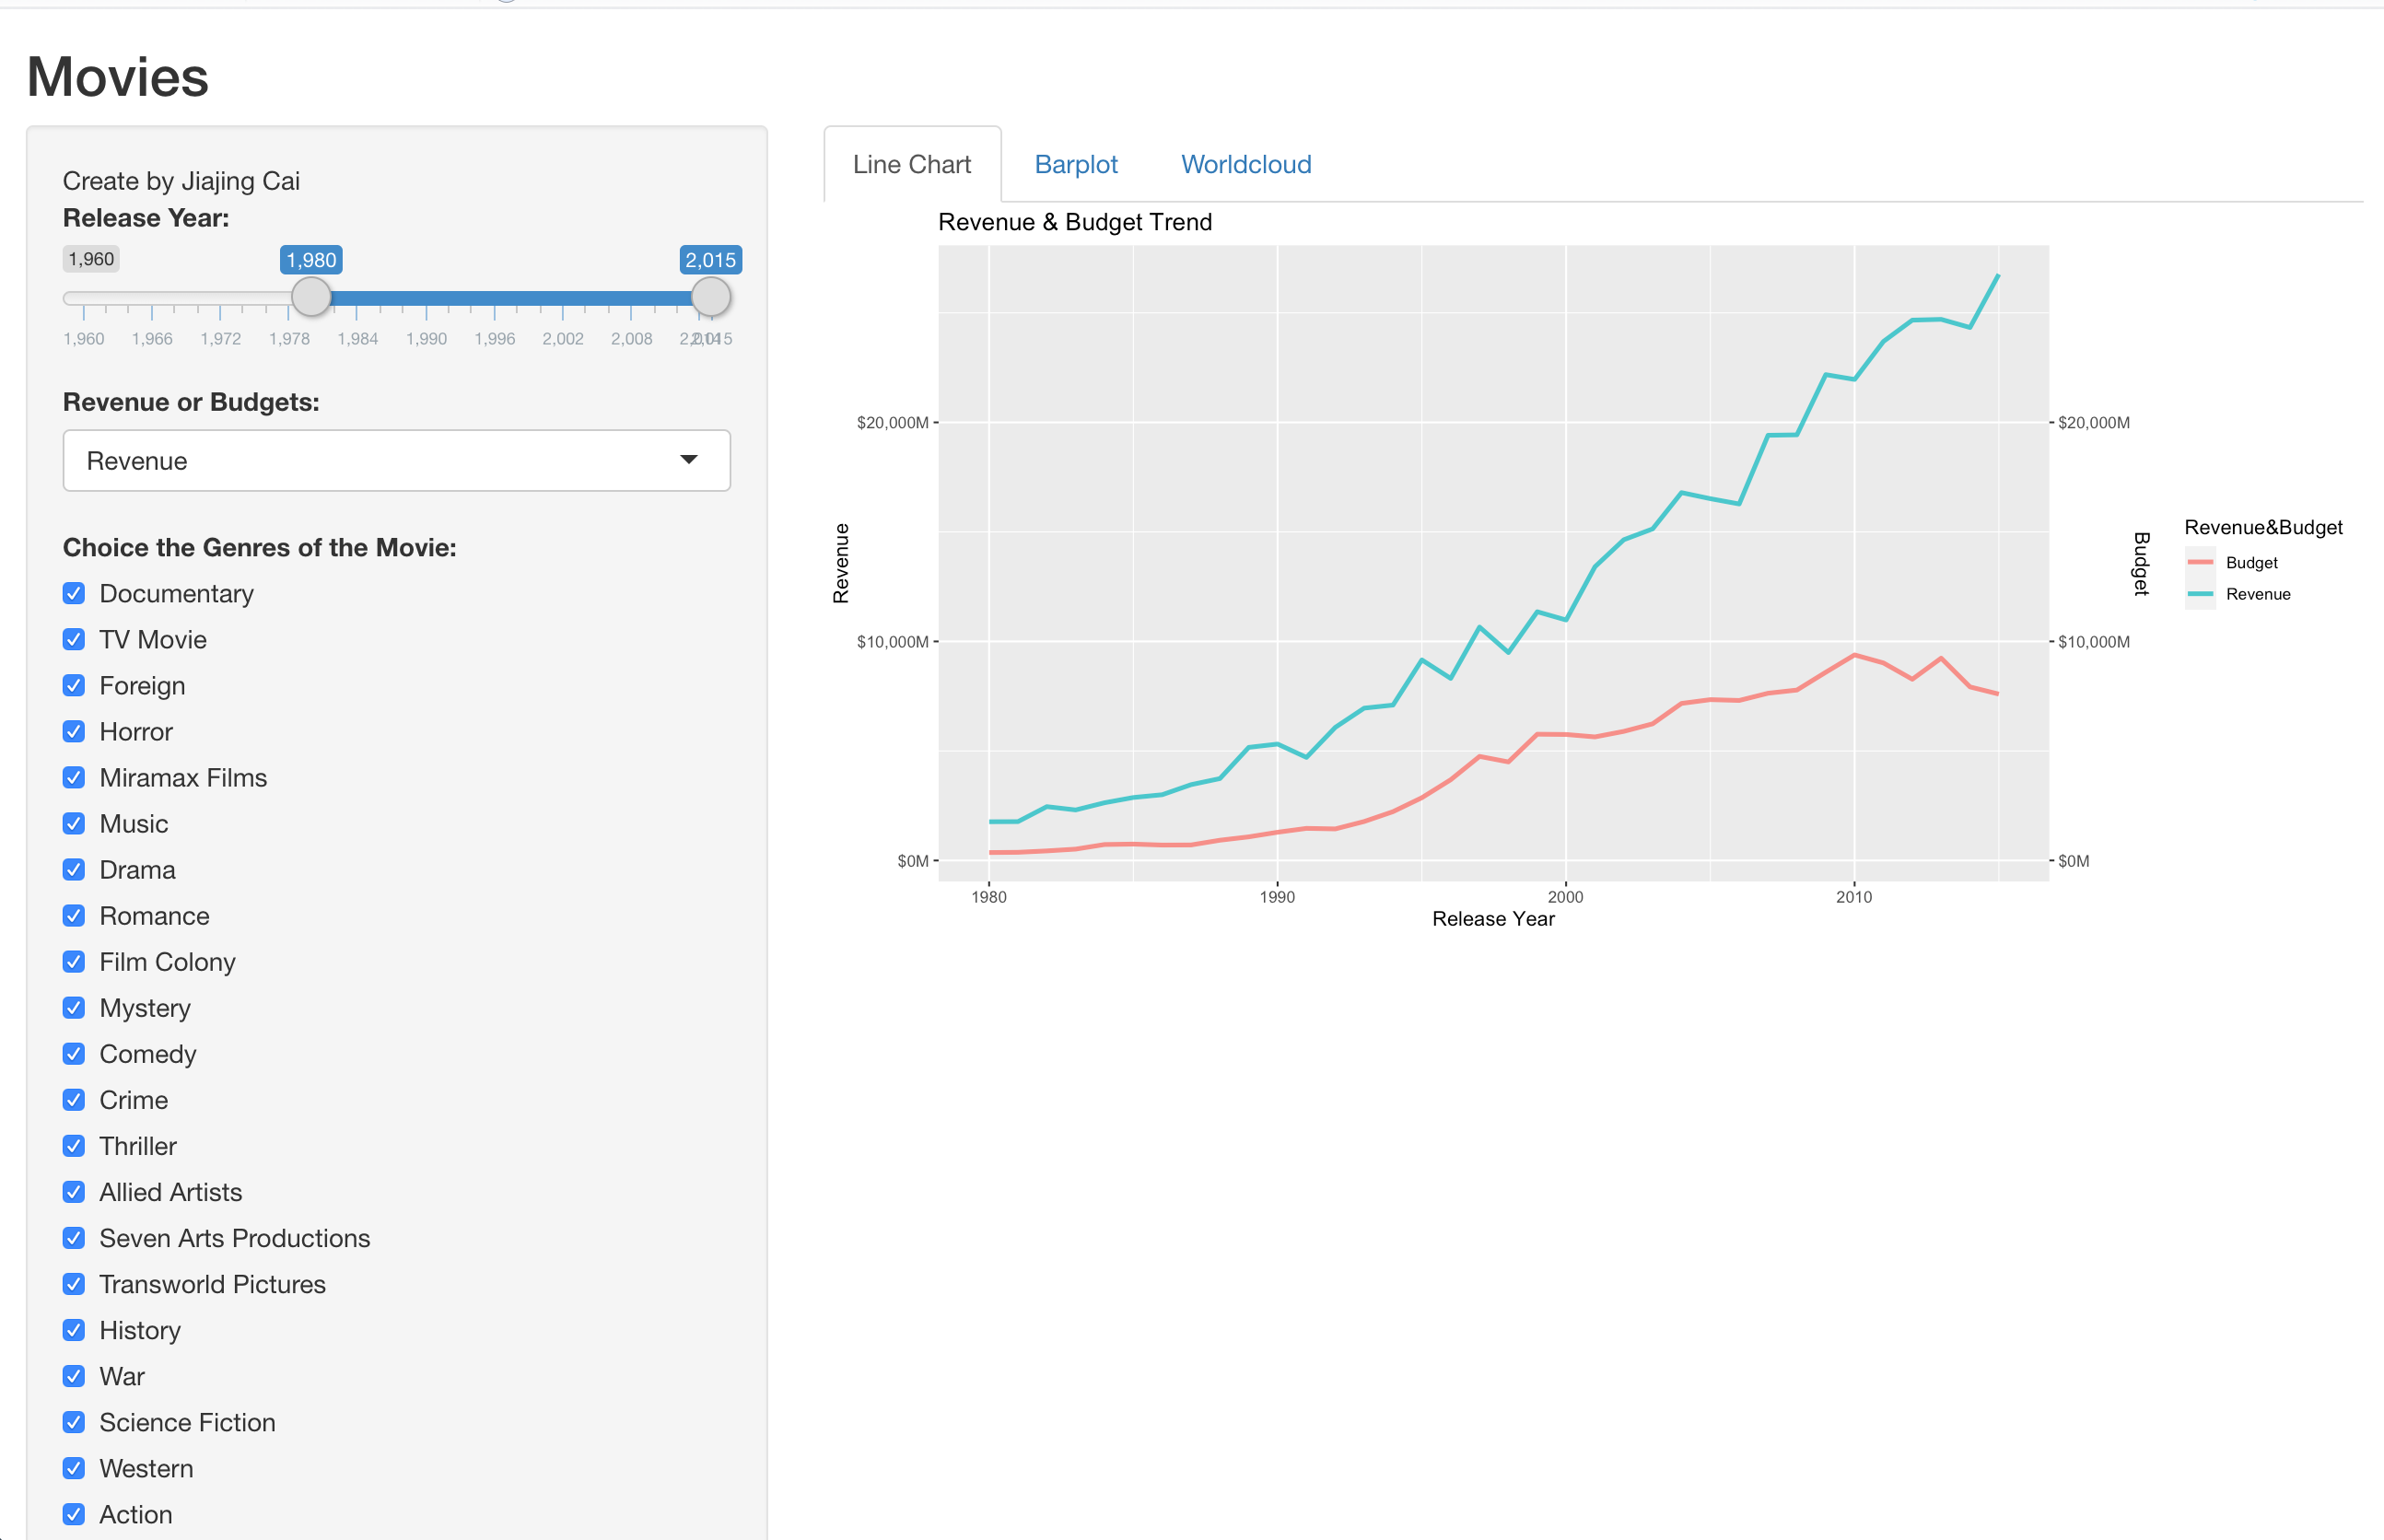 Movies
Create by Jiajing Cai
Release Year:
1,960
1,980
2,015
1,960 1,966 1,972 1,978 1,984 1,990 1,996 2,002 2,008 2,014 2,015
Revenue or Budgets:
Revenue
Choice the Genres of the Movie:
Documentary
TV Movie
Foreign
Horror
Miramax Films
Music
Drama
Romance
Film Colony
Mystery
Comedy
Crime
Thriller
Allied Artists
Seven Arts Productions
Transworld Pictures
History
War
Science Fiction
Western
Action
Line Chart Barplot Worldcloud
Revenue & Budget Trend
$20,000M
$10,000M
$0M
Revenue
1980 1990 2000 2010
Release Year
$20,000M
$10,000M
$0M
Budget
Revenue&Budget
Budget
Revenue